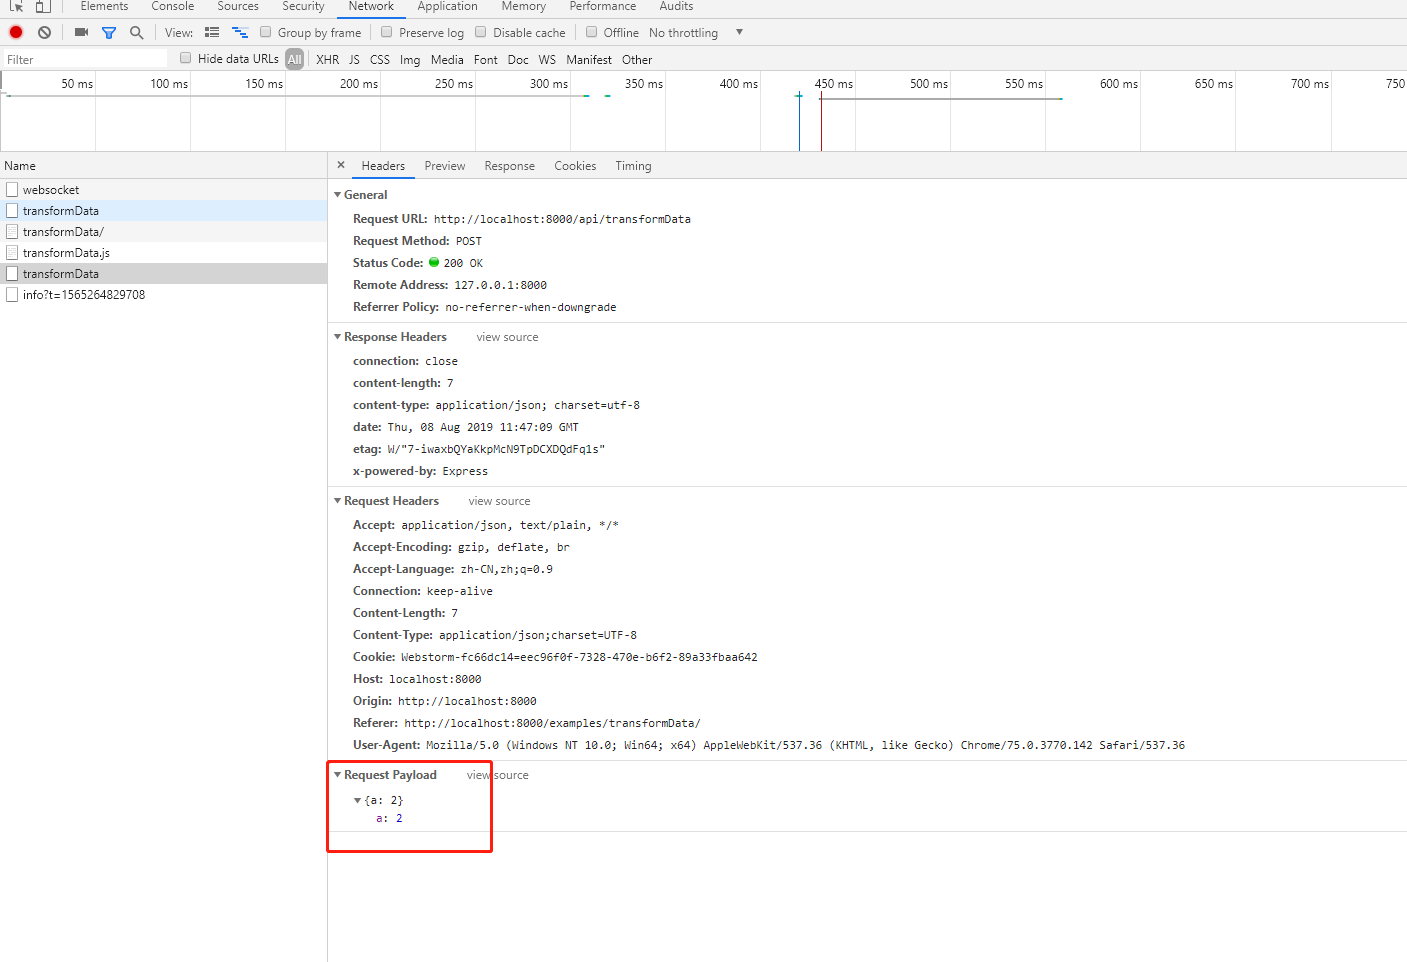 Elements Console Sources Security Network Application Memory Performance Audits
View: Group by frame Preserve log Disable cache Offline No throttling
Filter Hide data URLs All XHR JS CSS Img Media Font Doc WS Manifest Other
50 ms 100 ms 150 ms 200 ms 250 ms 300 ms 350 ms 400 ms 450 ms 500 ms 550 ms 600 ms 650 ms 700 ms 750
Name
websocket
transformData
transformData/
transformData.js
transformData
info?t=1565264829708
× Headers Preview Response Cookies Timing
General
Request URL: http://localhost:8000/api/transformData
Request Method: POST
Status Code: 200 OK
Remote Address: 127.0.0.1:8000
Referrer Policy: no-referrer-when-downgrade
Response Headers view source
connection: close
content-length: 7
content-type: application/json; charset=utf-8
date: Thu, 08 Aug 2019 11:47:09 GMT
etag: W/"7-iwaxbQYaKkpMcN9TpDCXDQdFq1s"
x-powered-by: Express
Request Headers view source
Accept: application/json, text/plain, */*
Accept-Encoding: gzip, deflate, br
Accept-Language: zh-CN,zh;q=0.9
Connection: keep-alive
Content-Length: 7
Content-Type: application/json;charset=UTF-8
Cookie: Webstorm-fc66dc14=eec96f0f-7328-470e-b6f2-89a33fbaa642
Host: localhost:8000
Origin: http://localhost:8000
Referer: http://localhost:8000/examples/transformData/
User-Agent: Mozilla/5.0 (Windows NT 10.0; Win64; x64) AppleWebKit/537.36 (KHTML, like Gecko) Chrome/75.0.3770.142 Safari/537.36
Request Payload view source
{a: 2}
a: 2